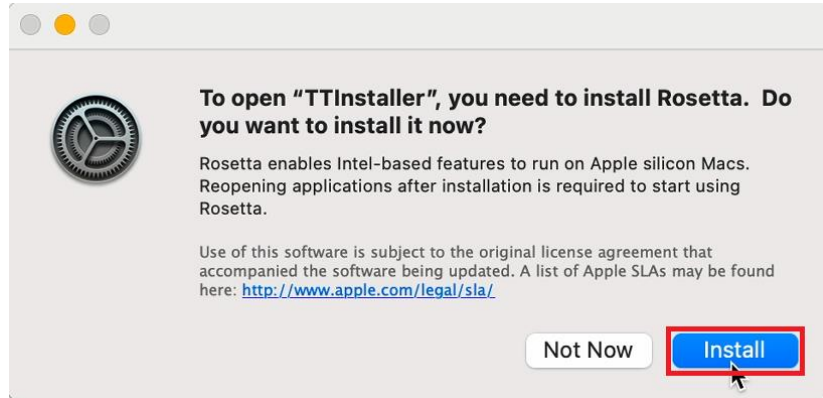 To open “TTInstaller”, you need to install Rosetta. Do
you want to install it now?
Rosetta enables Intel-based features to run on Apple silicon Macs.
Reopening applications after installation is required to start using
Rosetta.
Use of this software is subject to the original license agreement that
accompanied the software being updated. A list of Apple SLAs may be found
here: http://www.apple.com/legal/sla/
Not Now
Install